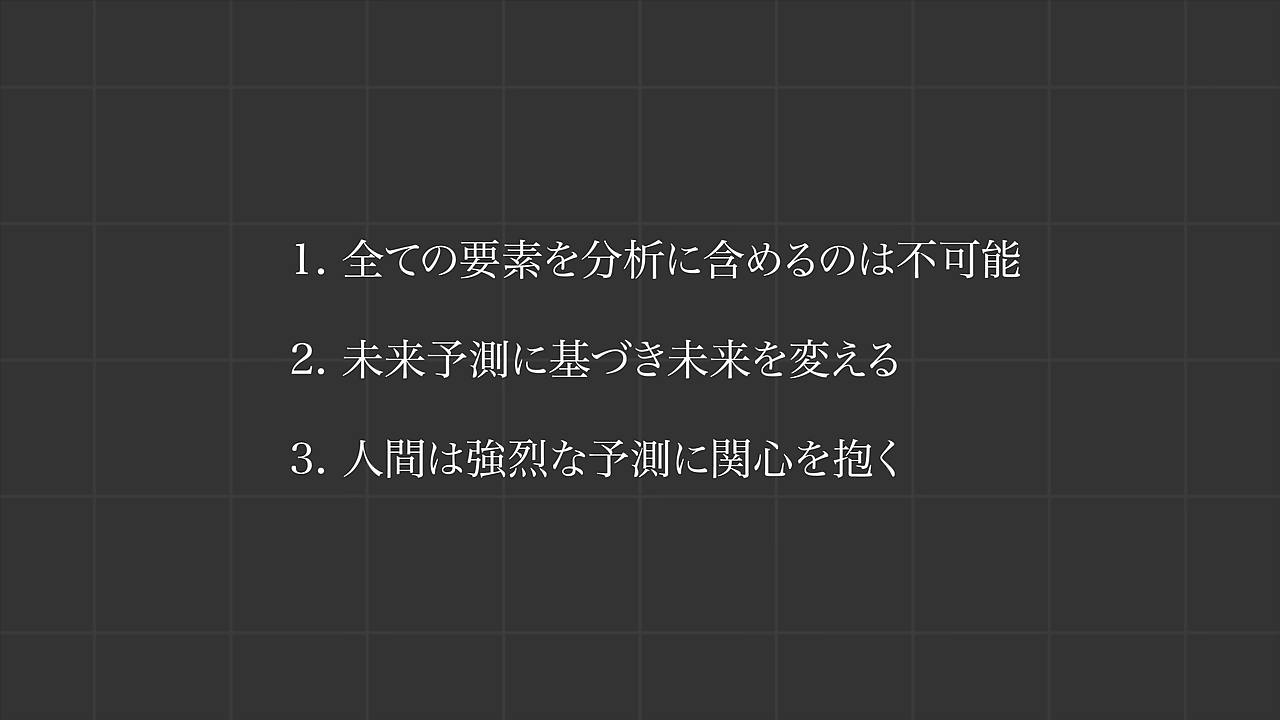 1. 全ての要素を分析に含めるのは不可能
2. 未来予測に基づき未来を変える
3. 人間は強烈な予測に関心を抱く